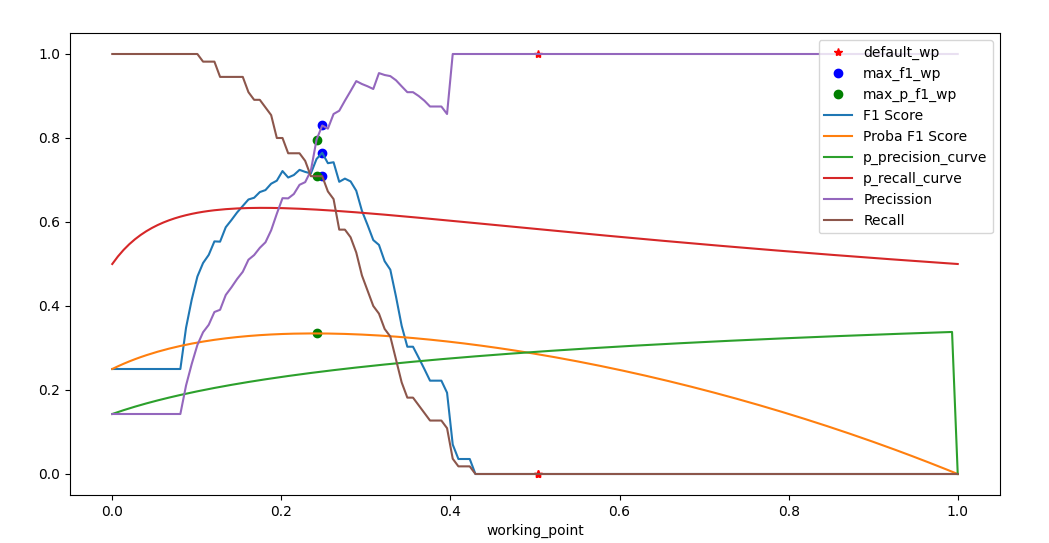 1.0
0.8
0.6
0.4
0.2
0.0
0.0
0.2
0.4
0.6
0.8
1.0
working_point
default_wp
max_f1_wp
max_p_f1_wp
F1 Score
Proba F1 Score
p_precision_curve
p_recall_curve
Precission
Recall